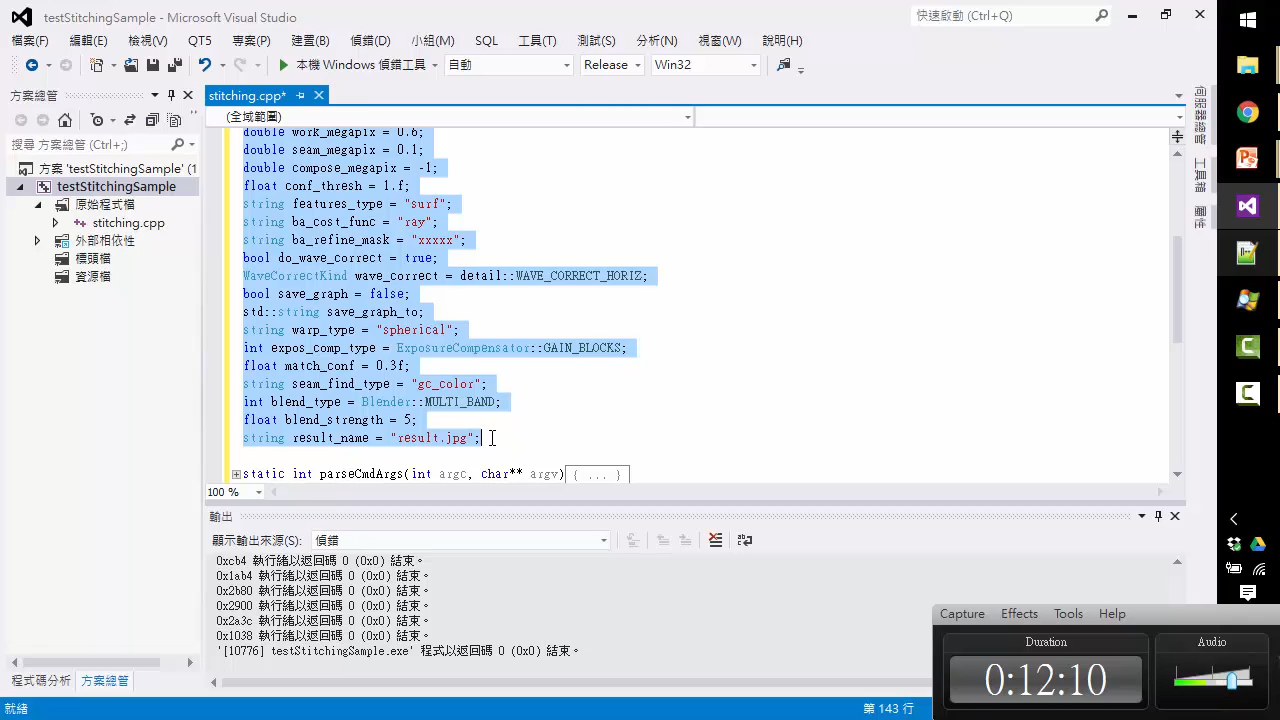 testStitchingSample - Microsoft Visual Studio
快速啟動 (Ctrl+Q)
檔案(F) 編輯(E) 檢視(V) QT5 專案(P) 建置(B) 偵錯(D) 小組(M) SQL 工具(T) 測試(S) 分析(N) 視窗(W) 說明(H)
本機 Windows 偵錯工具 自動 Release Win32
方案總管
stitching.cpp*
(全域範圍)
搜尋 方案總管 (Ctrl+;)
方案 'testStitchingSample' (1
testStitchingSample
原始程式檔
stitching.cpp
外部相依性
標頭檔
資源檔
double work_megapix = 0.6;
double seam_megapix = 0.1;
double compose_megapix = -1;
float conf_thresh = 1.f;
string features_type = "surf";
string ba_cost_func = "ray";
string ba_refine_mask = "xxxxx";
bool do_wave_correct = true;
WaveCorrectKind wave_correct = detail::WAVE_CORRECT_HORIZ;
bool save_graph = false;
std::string save_graph_to;
string warp_type = "spherical";
int expos_comp_type = ExposureCompensator::GAIN_BLOCKS;
float match_conf = 0.3f;
string seam_find_type = "gc_color";
int blend_type = Blender::MULTI_BAND;
float blend_strength = 5;
string result_name = "result.jpg";
static int parseCmdArgs(int argc, char** argv){ ... }
100 %
伺服器總管
工具箱
屬性
輸出
顯示輸出來源(S): 偵錯
0xcb4 執行緒以返回碼 0 (0x0) 結束。
0x1ab4 執行緒以返回碼 0 (0x0) 結束。
0x2b80 執行緒以返回碼 0 (0x0) 結束。
0x2900 執行緒以返回碼 0 (0x0) 結束。
0x2a3c 執行緒以返回碼 0 (0x0) 結束。
0x1038 執行緒以返回碼 0 (0x0) 結束。
'[10776] testStitchingSample.exe' 程式以返回碼 0 (0x0) 結束。
程式碼分析 方案總管
就緒
第 143 行
Capture Effects Tools Help
Duration
0:12:10
Audio